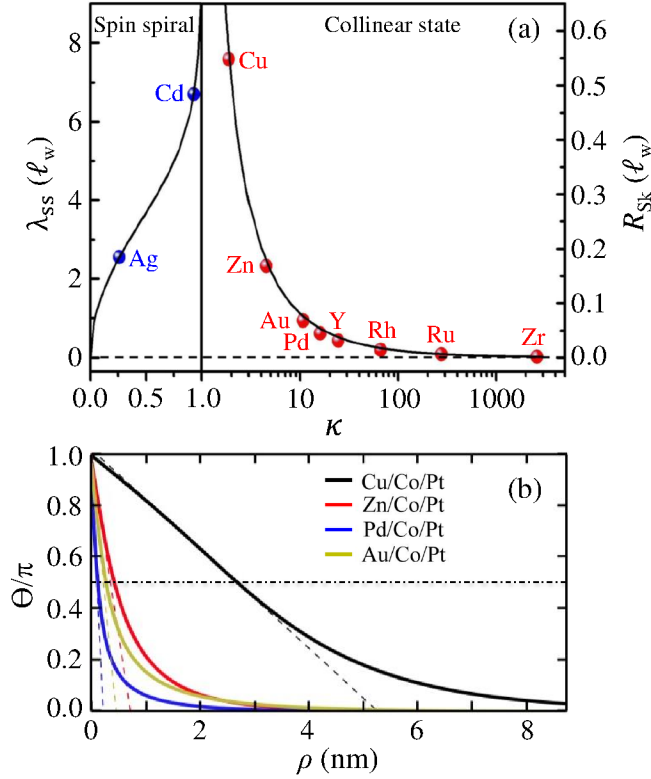 Spin spiral
Collinear state
(a)
8
6
4
2
0
λss (ℓw)
0.6
0.5
0.4
0.3
0.2
0.1
0.0
RSk (ℓw)
Cd
Ag
Cu
Zn
Au
Pd
Y
Rh
Ru
Zr
0.0 0.5 1.0 10 100 1000
κ
(b)
1.0
0.8
0.6
0.4
0.2
0.0
Θ/π
Cu/Co/Pt
Zn/Co/Pt
Pd/Co/Pt
Au/Co/Pt
0 2 4 6 8
ρ (nm)